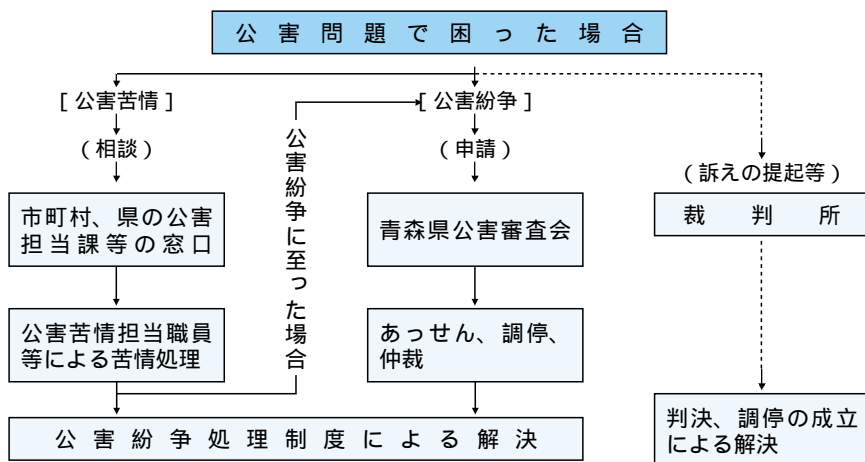 公害問題で困った場合
[公害苦情]
(相談)
市町村、県の公害
担当課等の窓口
公害苦情担当職員
等による苦情処理
公害紛争に至った場合
[公害紛争]
(申請)
青森県公害審査会
あっせん、調停、
仲裁
公害紛争処理制度による解決
(訴えの提起等)
裁判所
判決、調停の成立
による解決